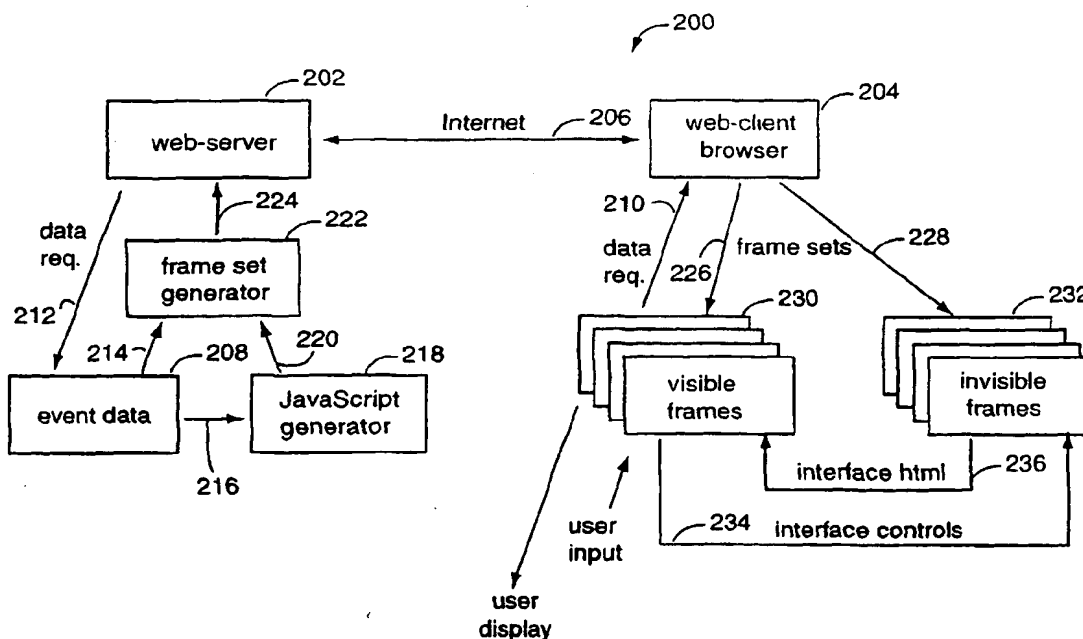 200
202
204
Internet
206
web-server
web-client
browser
224
210
222
data
req.
228
data
req.
226
frame sets
frame set
generator
212
230
232
214
208
220
218
event data
JavaScript
generator
visible
frames
invisible
frames
216
interface html
236
234
interface controls
user
input
user
display